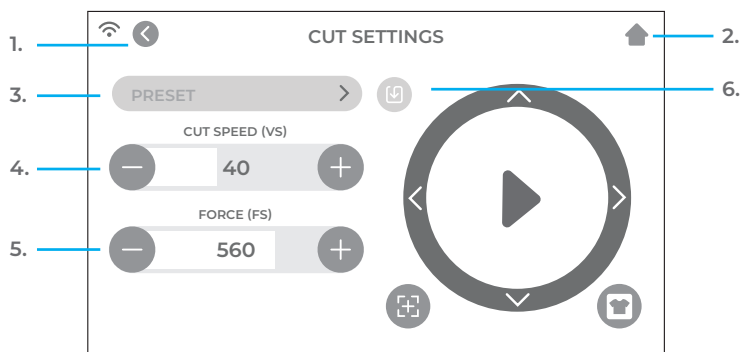 1.
CUT SETTINGS
2.
3.
PRESET
6.
CUT SPEED (VS)
4.
40
FORCE (FS)
5.
560